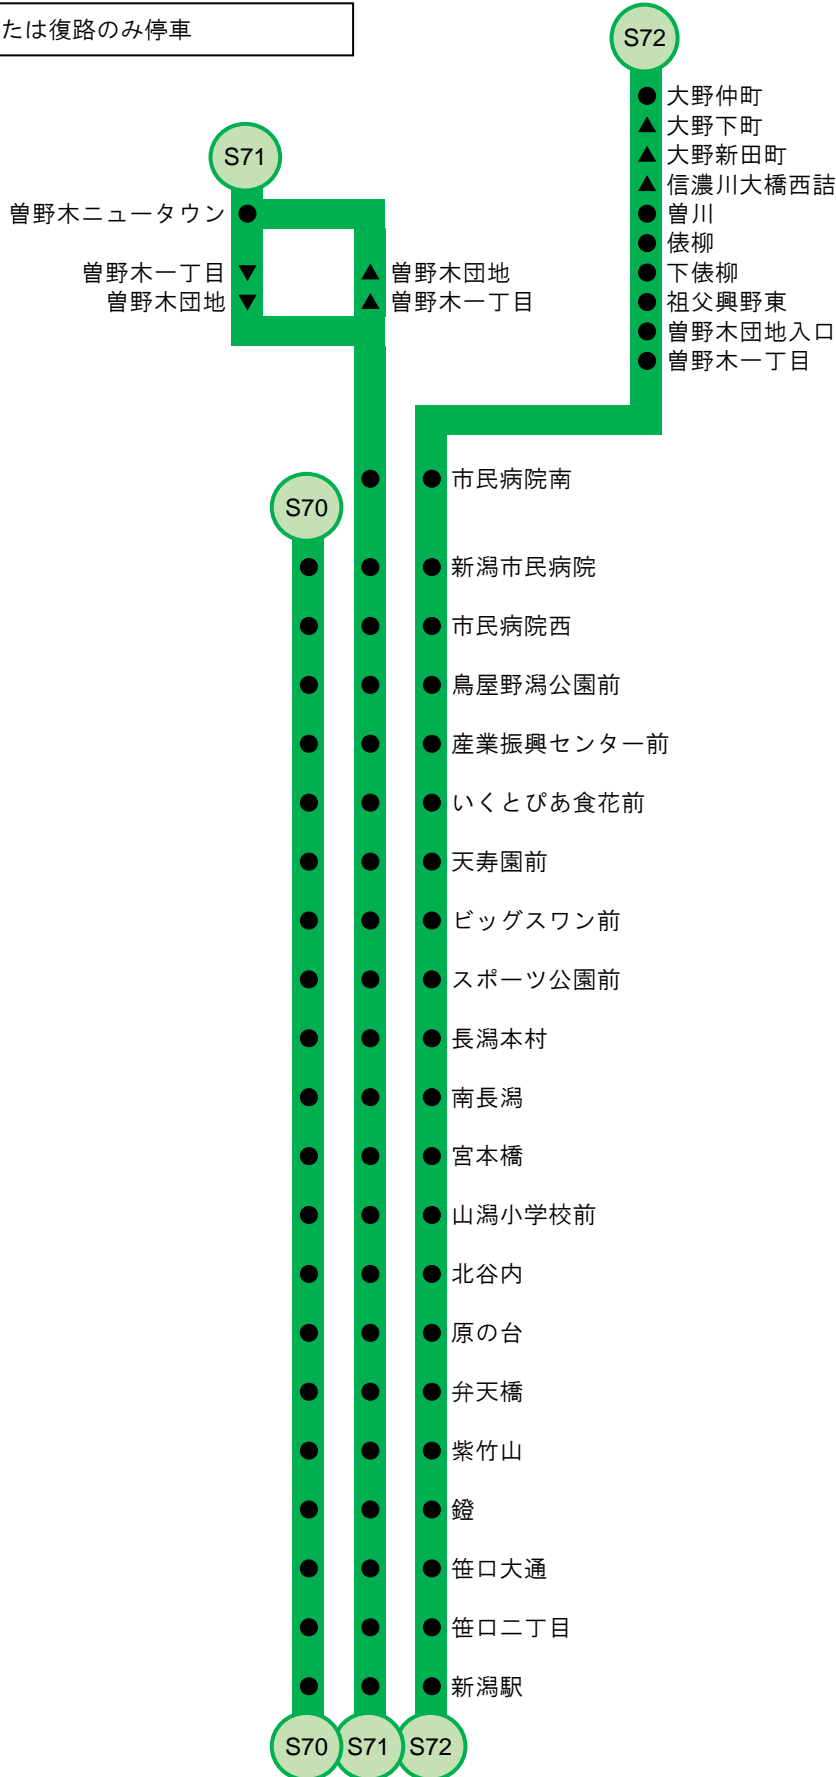 たは復路のみ停車
S72
大野仲町
大野下町
大野新田町
信濃川大橋西詰
曽川
俵柳
下俵柳
祖父興野東
曽野木団地入口
曽野木一丁目
S71
曽野木ニュータウン
曽野木一丁目
曽野木団地
曽野木団地
曽野木一丁目
市民病院南
S70
新潟市民病院
市民病院西
鳥屋野潟公園前
産業振興センター前
いくとぴあ食花前
天寿園前
ビッグスワン前
スポーツ公園前
長潟本村
南長潟
宮本橋
山潟小学校前
北谷内
原の台
弁天橋
紫竹山
鐙
笹口大通
笹口二丁目
新潟駅
S70
S71
S72